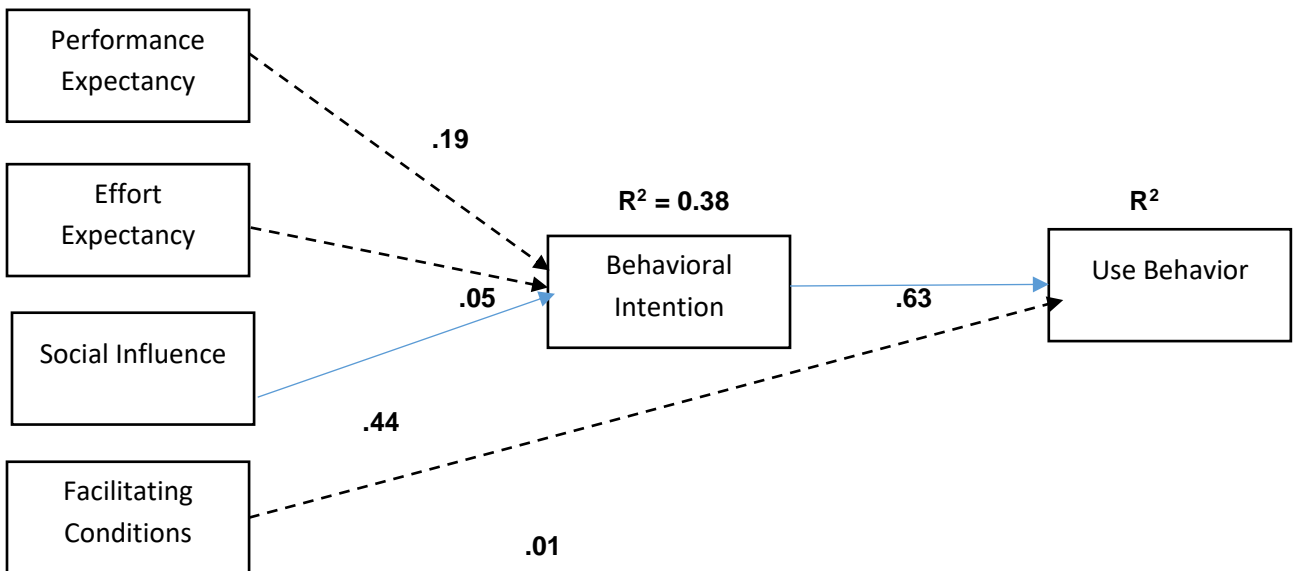 Performance
Expectancy
.19
Effort
Expectancy
R² = 0.38
R²
Behavioral
Intention
Use Behavior
.05
.63
Social Influence
.44
Facilitating
Conditions
.01